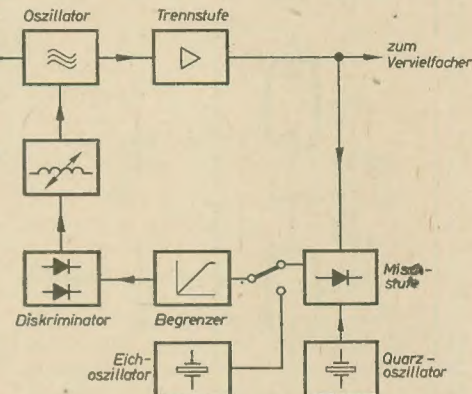 Oszillator
Trennstufe
zum
Vervielfacher
Misch-
stufe
Diskriminator
Begrenzer
Eich-
oszillator
Quarz-
oszillator